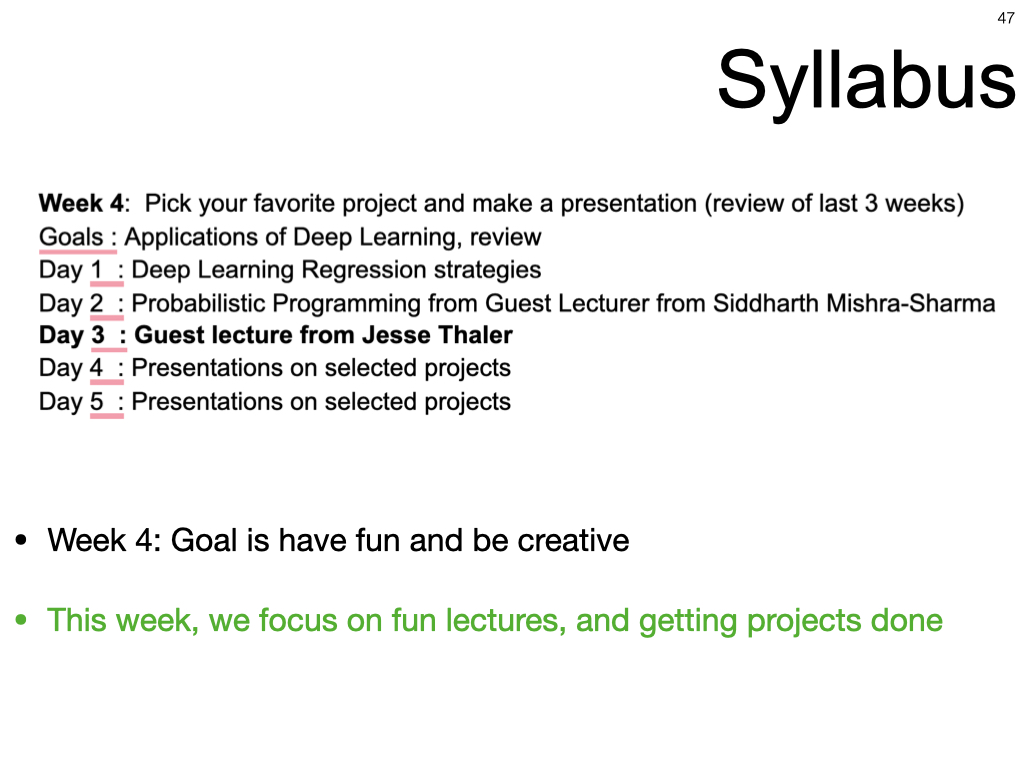 47
Syllabus
Week 4:  Pick your favorite project and make a presentation (review of last 3 weeks)
Goals : Applications of Deep Learning, review
Day 1  : Deep Learning Regression strategies
Day 2  : Probabilistic Programming from Guest Lecturer from Siddharth Mishra-Sharma
Day 3  : Guest lecture from Jesse Thaler
Day 4  : Presentations on selected projects
Day 5  : Presentations on selected projects
• Week 4: Goal is have fun and be creative
• This week, we focus on fun lectures, and getting projects done